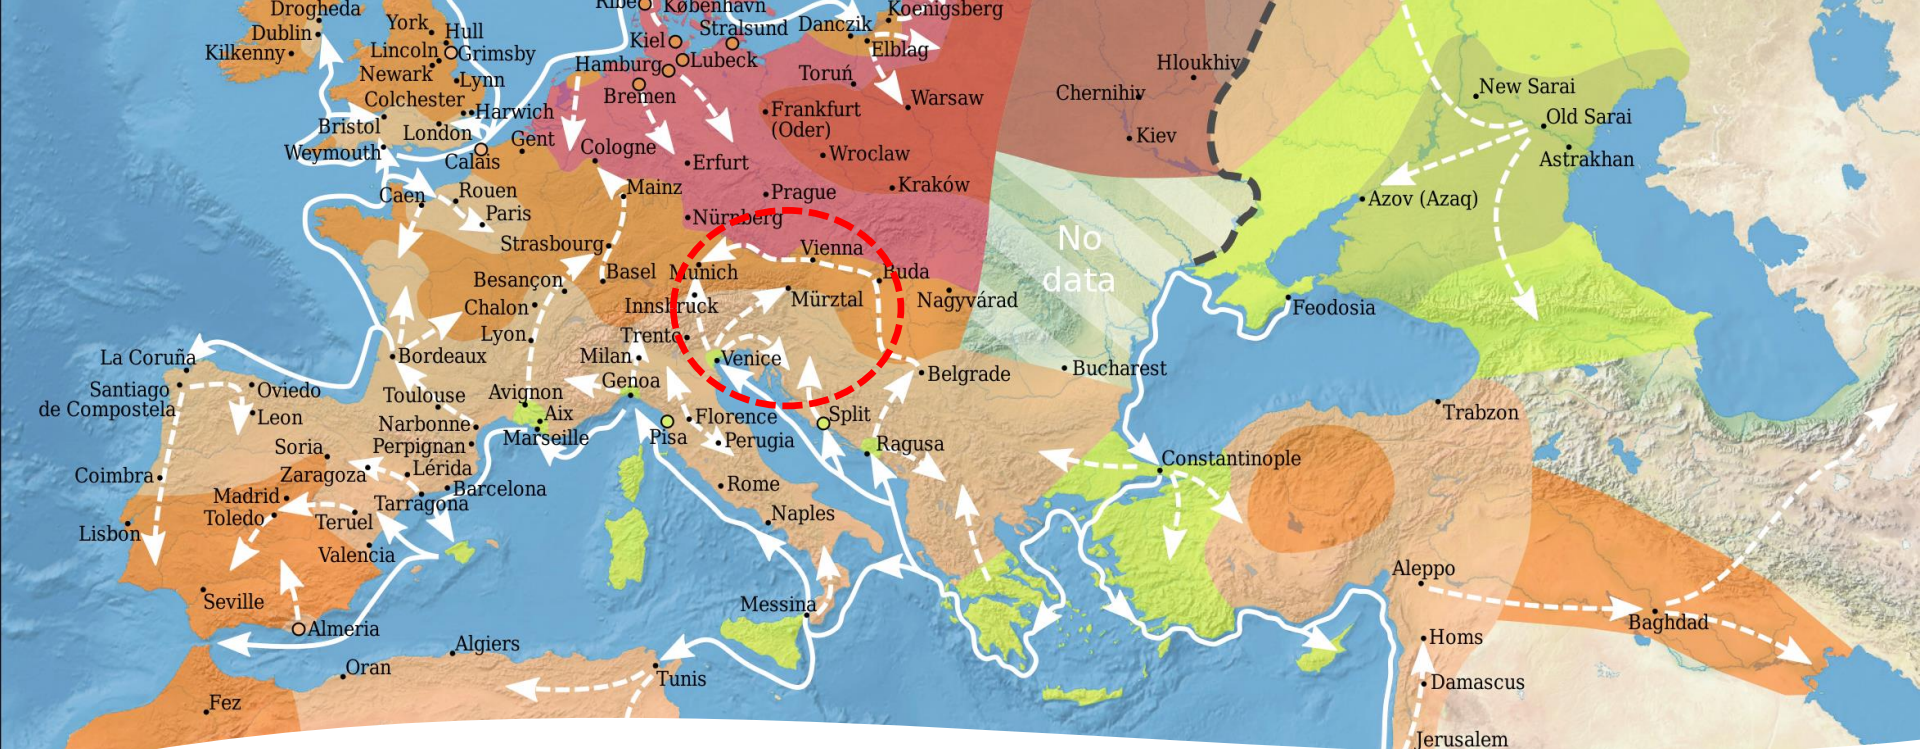 Drogheda
Dublin
Kilkenny
York
Hull
Lincoln
Grimsby
Newark
Lynn
Colchester
Harwich
Bristol
London
Weymouth
Calais
Gent
Ribe
København
Kiel
Stralsund
Hamburg
Lubeck
Bremen
Danczik
Koenigsberg
Elblag
Toruń
Warsaw
Frankfurt
(Oder)
Wroclaw
Kraków
Cologne
Erfurt
Mainz
Prague
Nürnberg
Hloukhiv
Chernihiv
Kiev
New Sarai
Old Sarai
Astrakhan
Azov (Azaq)
Caen
Rouen
Paris
Strasbourg
Besançon
Basel
Chalon
Lyon
Munich
Vienna
Buda
Innsbruck
Mürztal
Nagyvárad
No
data
Feodosia
Trento
Milan
Venice
Genoa
Belgrade
Bucharest
La Coruña
Santiago
de Compostela
Oviedo
Leon
Bordeaux
Toulouse
Avignon
Aix
Narbonne
Marseille
Perpignan
Pisa
Florence
Perugia
Split
Ragusa
Trabzon
Constantinople
Soria
Zaragoza
Lérida
Coimbra
Barcelona
Madrid
Tarragona
Toledo
Teruel
Lisbon
Valencia
Rome
Naples
Seville
Almeria
Messina
Aleppo
Baghdad
Homs
Damascus
Jerusalem
Algiers
Oran
Tunis
Fez